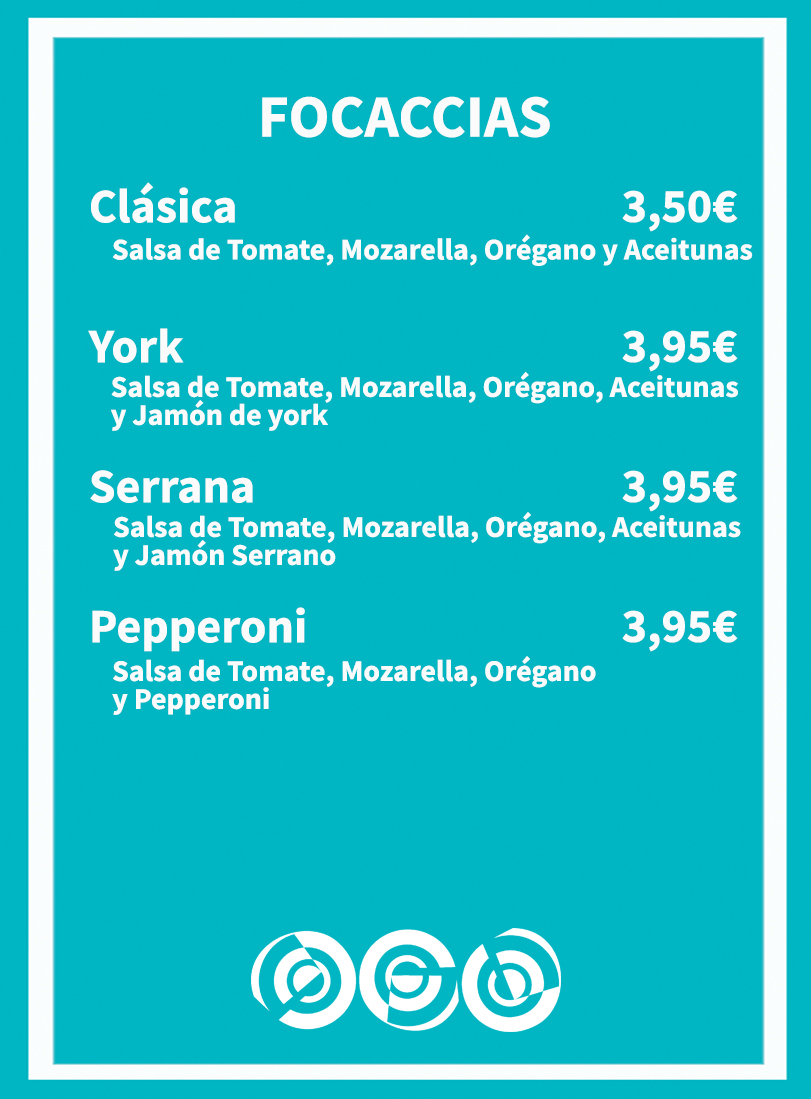 FOCACCIAS
Clásica 3,50€
Salsa de Tomate, Mozarella, Orégano y Aceitunas
York 3,95€
Salsa de Tomate, Mozarella, Orégano, Aceitunas
y Jamón de york
Serrana 3,95€
Salsa de Tomate, Mozarella, Orégano, Aceitunas
y Jamón Serrano
Pepperoni 3,95€
Salsa de Tomate, Mozarella, Orégano
y Pepperoni